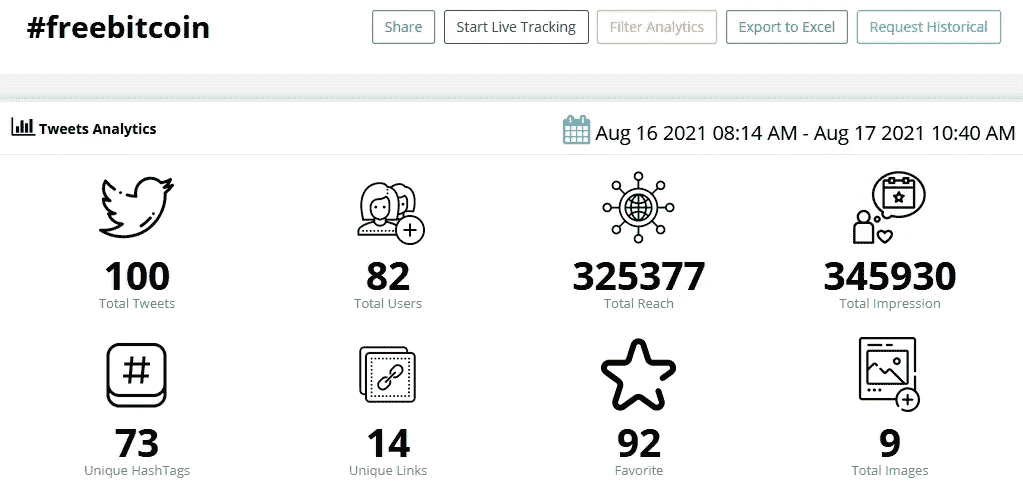 #freebitcoin
Share Start Live Tracking Filter Analytics Export to Excel Request Historical
Tweets Analytics Aug 16 2021 08:14 AM - Aug 17 2021 10:40 AM
100 82 325377 345930
Total Tweets Total Users Total Reach Total Impression
#
73 14 92 9
Unique HashTags Unique Links Favorite Total Images